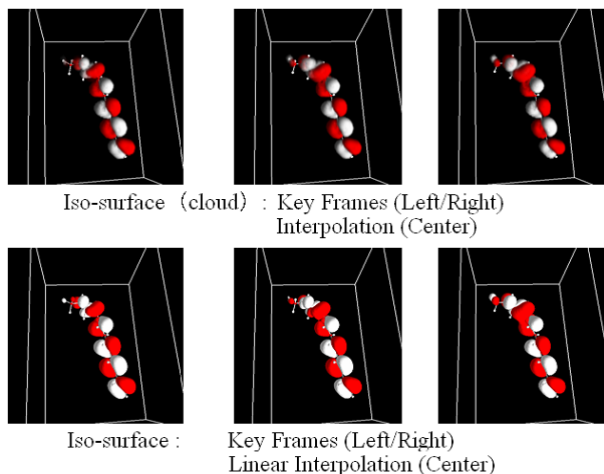 Iso-surface (cloud) : Key Frames (Left/Right)
Interpolation (Center)
Iso-surface : Key Frames (Left/Right)
Linear Interpolation (Center)